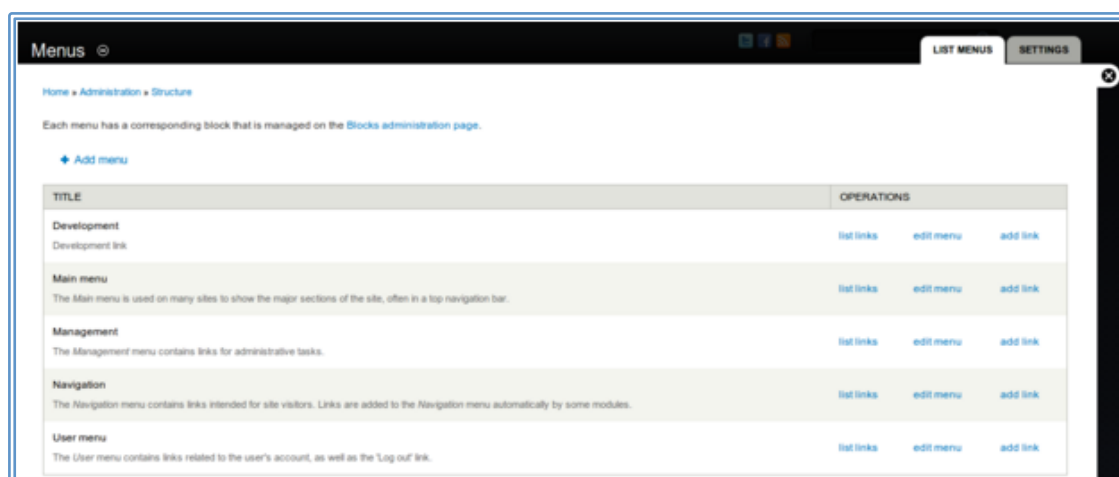 Menus
LIST MENUS SETTINGS
Home » Administration » Structure
Each menu has a corresponding block that is managed on the Blocks administration page.
+ Add menu
TITLE OPERATIONS
Development
Development link
list links edit menu add link
Main menu
The Main menu is used on many sites to show the major sections of the site, often in a top navigation bar.
list links edit menu add link
Management
The Management menu contains links for administrative tasks.
list links edit menu add link
Navigation
The Navigation menu contains links intended for site visitors. Links are added to the Navigation menu automatically by some modules.
list links edit menu add link
User menu
The User menu contains links related to the user's account, as well as the 'Log out' link.
list links edit menu add link